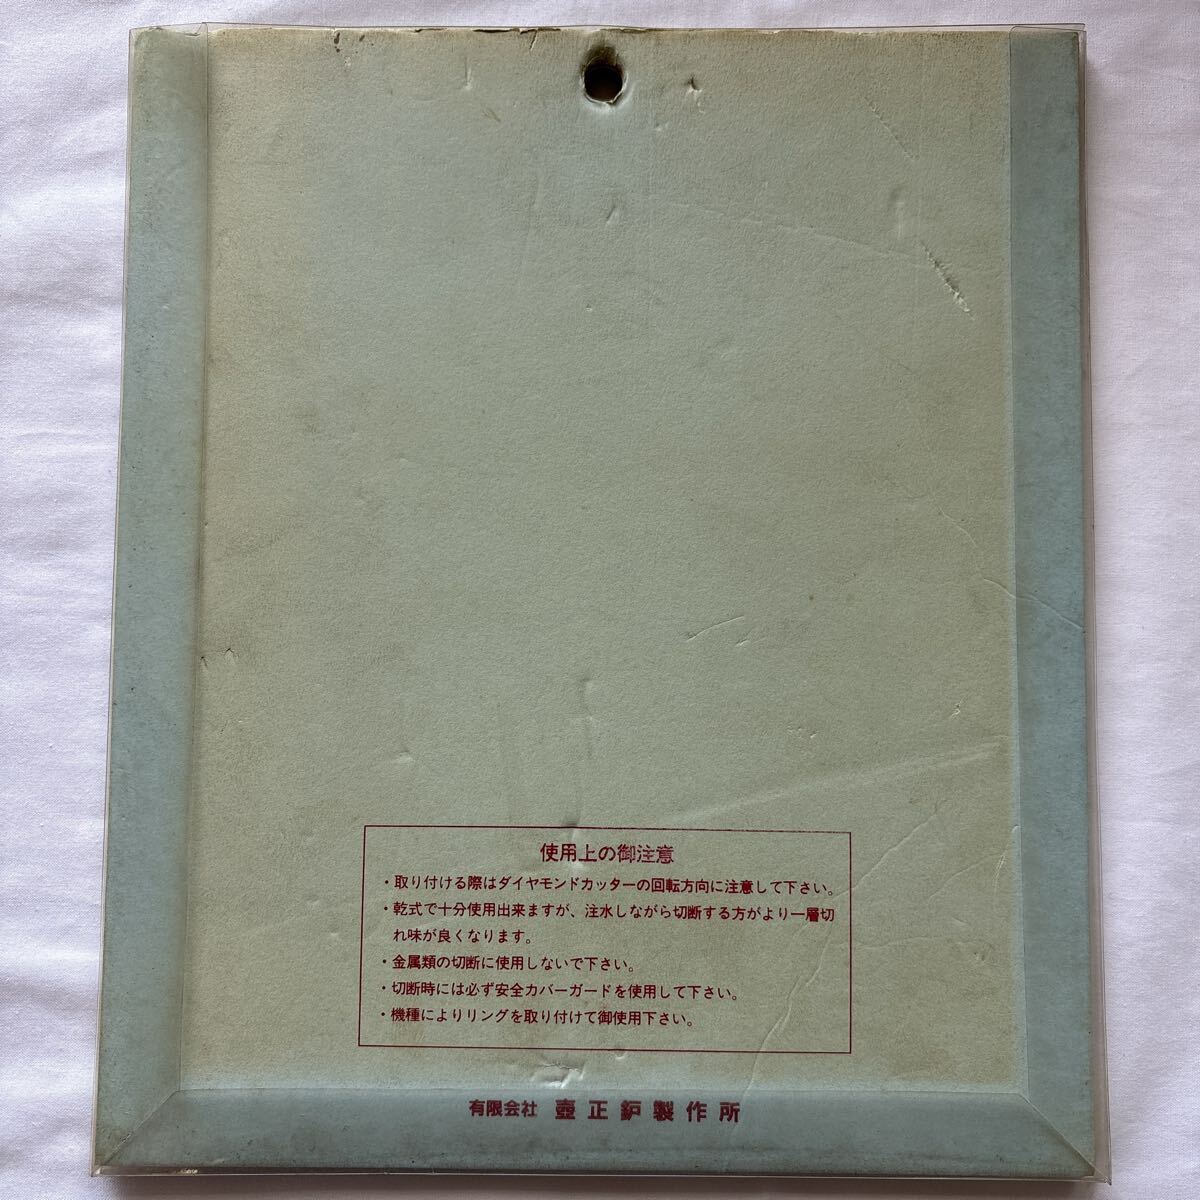 使用上の御注意
・取り付ける際はダイヤモンドカッターの回転方向に注意して下さい。
・乾式で十分使用出来ますが、注水しながら切断する方がより一層切
れ味が良くなります。
・金属類の切断に使用しないで下さい。
・切断時には必ず安全カバーガードを使用して下さい。
・機種によりリングを取り付けて御使用下さい。
有限会社 壺正鈩製作所